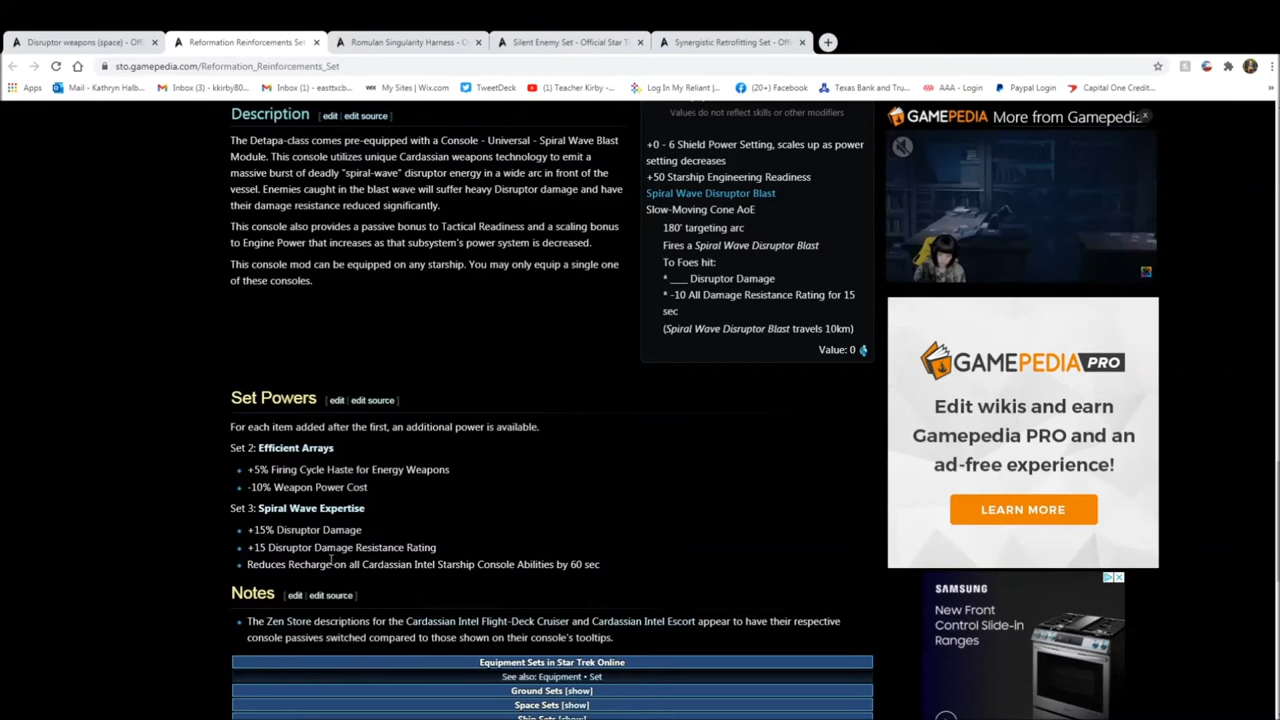 Disruptor weapons (space) - Offi
Reformation Reinforcements Set
Romulan Singularity Harness - O
Silent Enemy Set - Official Star T
Synergistic Retrofitting Set - Offi
sto.gamepedia.com/Reformation_Reinforcements_Set
Apps
Mail - Kathryn Halb...
Inbox (3) - kkirby80...
Inbox (1) - easttxcb...
My Sites | Wix.com
TweetDeck
(1) Teacher Kirby -...
Log In My Reliant |...
(20+) Facebook
Texas Bank and Tru...
AAA - Login
Paypal Login
Capital One Credit...
Description [ edit | edit source ]
The Detapa-class comes pre-equipped with a Console - Universal - Spiral Wave Blast
Module. This console utilizes unique Cardassian weapons technology to emit a
massive burst of deadly "spiral-wave" disruptor energy in a wide arc in front of the
vessel. Enemies caught in the blast wave will suffer heavy Disruptor damage and have
their damage resistance reduced significantly.
This console also provides a passive bonus to Tactical Readiness and a scaling bonus
to Engine Power that increases as that subsystem's power system is decreased.
This console mod can be equipped on any starship. You may only equip a single one
of these consoles.
Values do not reflect skills or other modifiers
+0 - 6 Shield Power Setting, scales up as power
setting decreases
+50 Starship Engineering Readiness
Spiral Wave Disruptor Blast
Slow-Moving Cone AoE
180' targeting arc
Fires a Spiral Wave Disruptor Blast
To Foes hit:
* ___ Disruptor Damage
* -10 All Damage Resistance Rating for 15
sec
(Spiral Wave Disruptor Blast travels 10km)
Value: 0
Set Powers [ edit | edit source ]
For each item added after the first, an additional power is available.
Set 2: Efficient Arrays
+5% Firing Cycle Haste for Energy Weapons
-10% Weapon Power Cost
Set 3: Spiral Wave Expertise
+15% Disruptor Damage
+15 Disruptor Damage Resistance Rating
Reduces Recharge on all Cardassian Intel Starship Console Abilities by 60 sec
Notes [ edit | edit source ]
The Zen Store descriptions for the Cardassian Intel Flight-Deck Cruiser and Cardassian Intel Escort appear to have their respective
console passives switched compared to those shown on their console's tooltips.
Equipment Sets in Star Trek Online
See also: Equipment • Set
Ground Sets [show]
Space Sets [show]
Ship Sets [show]
GAMEPEDIA More from Gamepedia
GAMEPEDIA PRO
Edit wikis and earn
Gamepedia PRO and an
ad-free experience!
LEARN MORE
SAMSUNG
New Front
Control Slide-in
Ranges